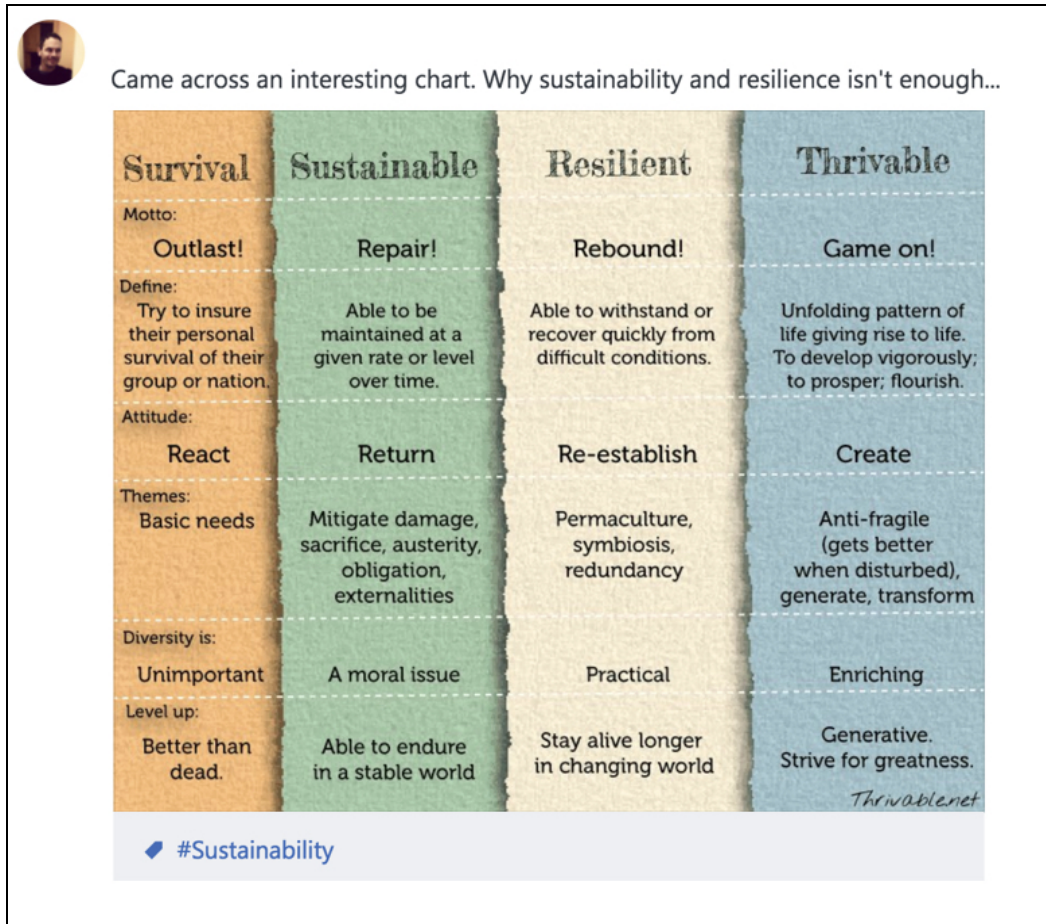 Came across an interesting chart. Why sustainability and resilience isn't enough...
Survival Sustainable Resilient Thrivable
Motto:
Outlast! Repair! Rebound! Game on!
Define:
Try to insure Able to be Able to withstand or Unfolding pattern of
their personal maintained at a recover quickly from life giving rise to life.
survival of their given rate or level difficult conditions. To develop vigorously;
group or nation. over time. to prosper; flourish.
Attitude:
React Return Re-establish Create
Themes:
Basic needs Mitigate damage, Permaculture, Anti-fragile
sacrifice, austerity, symbiosis, (gets better
obligation, redundancy when disturbed),
externalities generate, transform
Diversity is:
Unimportant A moral issue Practical Enriching
Level up:
Better than Able to endure Stay alive longer Generative.
dead. in a stable world in changing world Strive for greatness.
Thrivable.net
#Sustainability